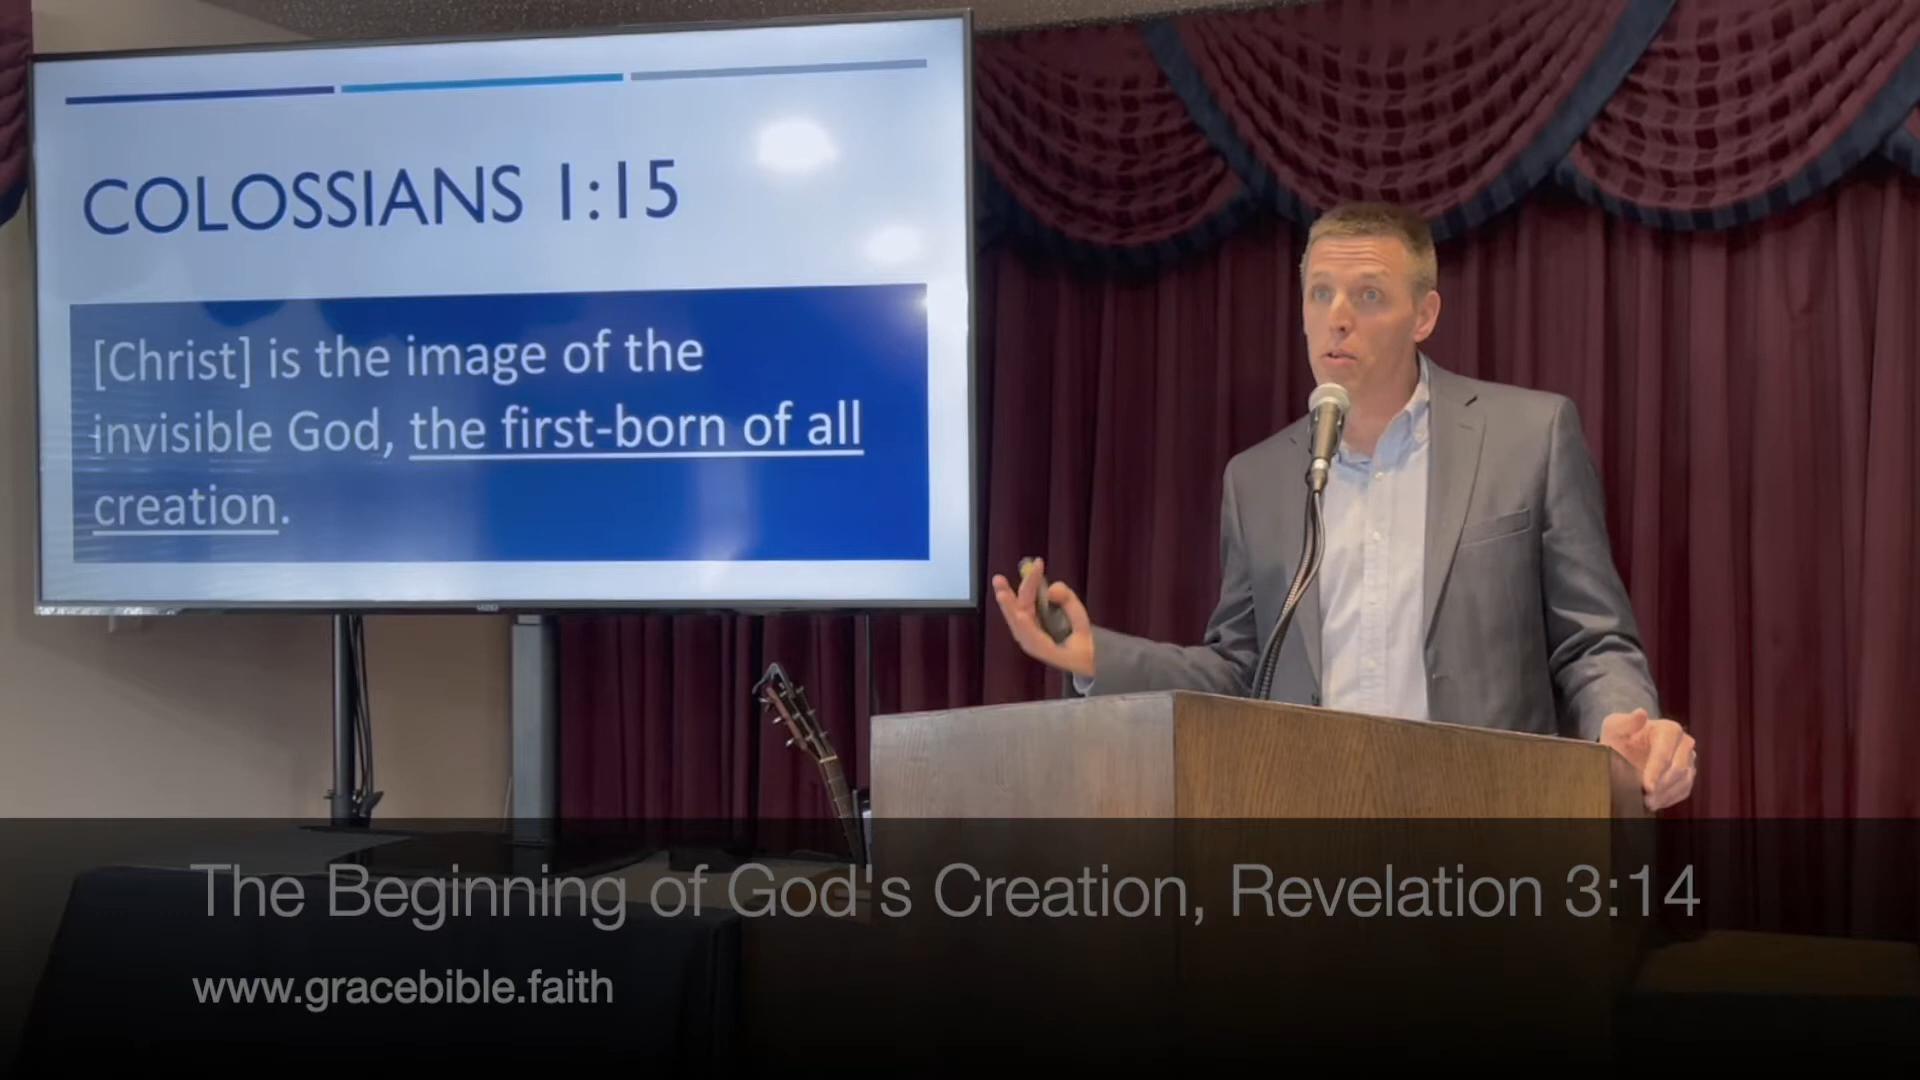 COLOSSIANS 1:15
[Christ] is the image of the
invisible God, the first-born of all
creation.
The Beginning of God's Creation, Revelation 3:14
www.gracebible.faith